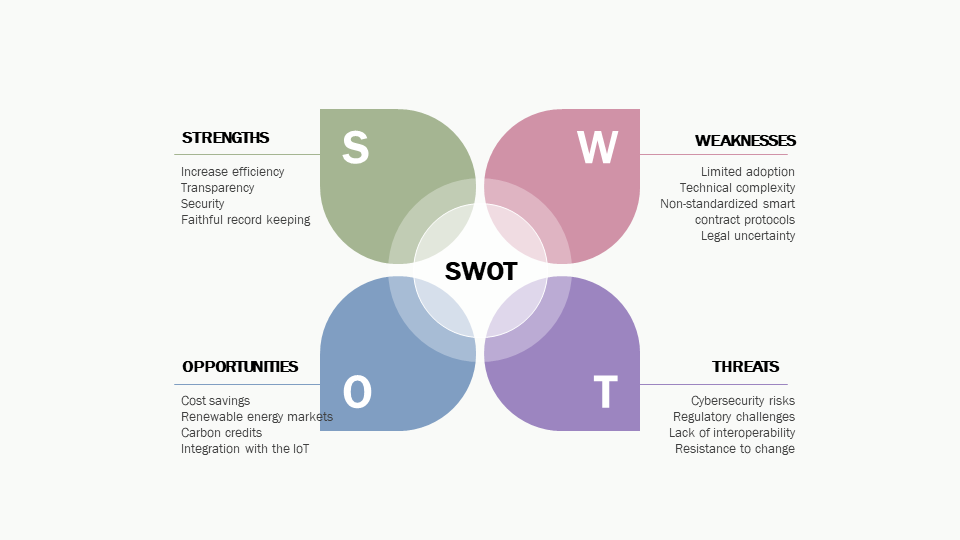 STRENGTHS
Increase efficiency
Transparency
Security
Faithful record keeping
S
W
WEAKNESSES
Limited adoption
Technical complexity
Non-standardized smart
contract protocols
Legal uncertainty
SWOT
OPPORTUNITIES
Cost savings
Renewable energy markets
Carbon credits
Integration with the IoT
O
T
THREATS
Cybersecurity risks
Regulatory challenges
Lack of interoperability
Resistance to change